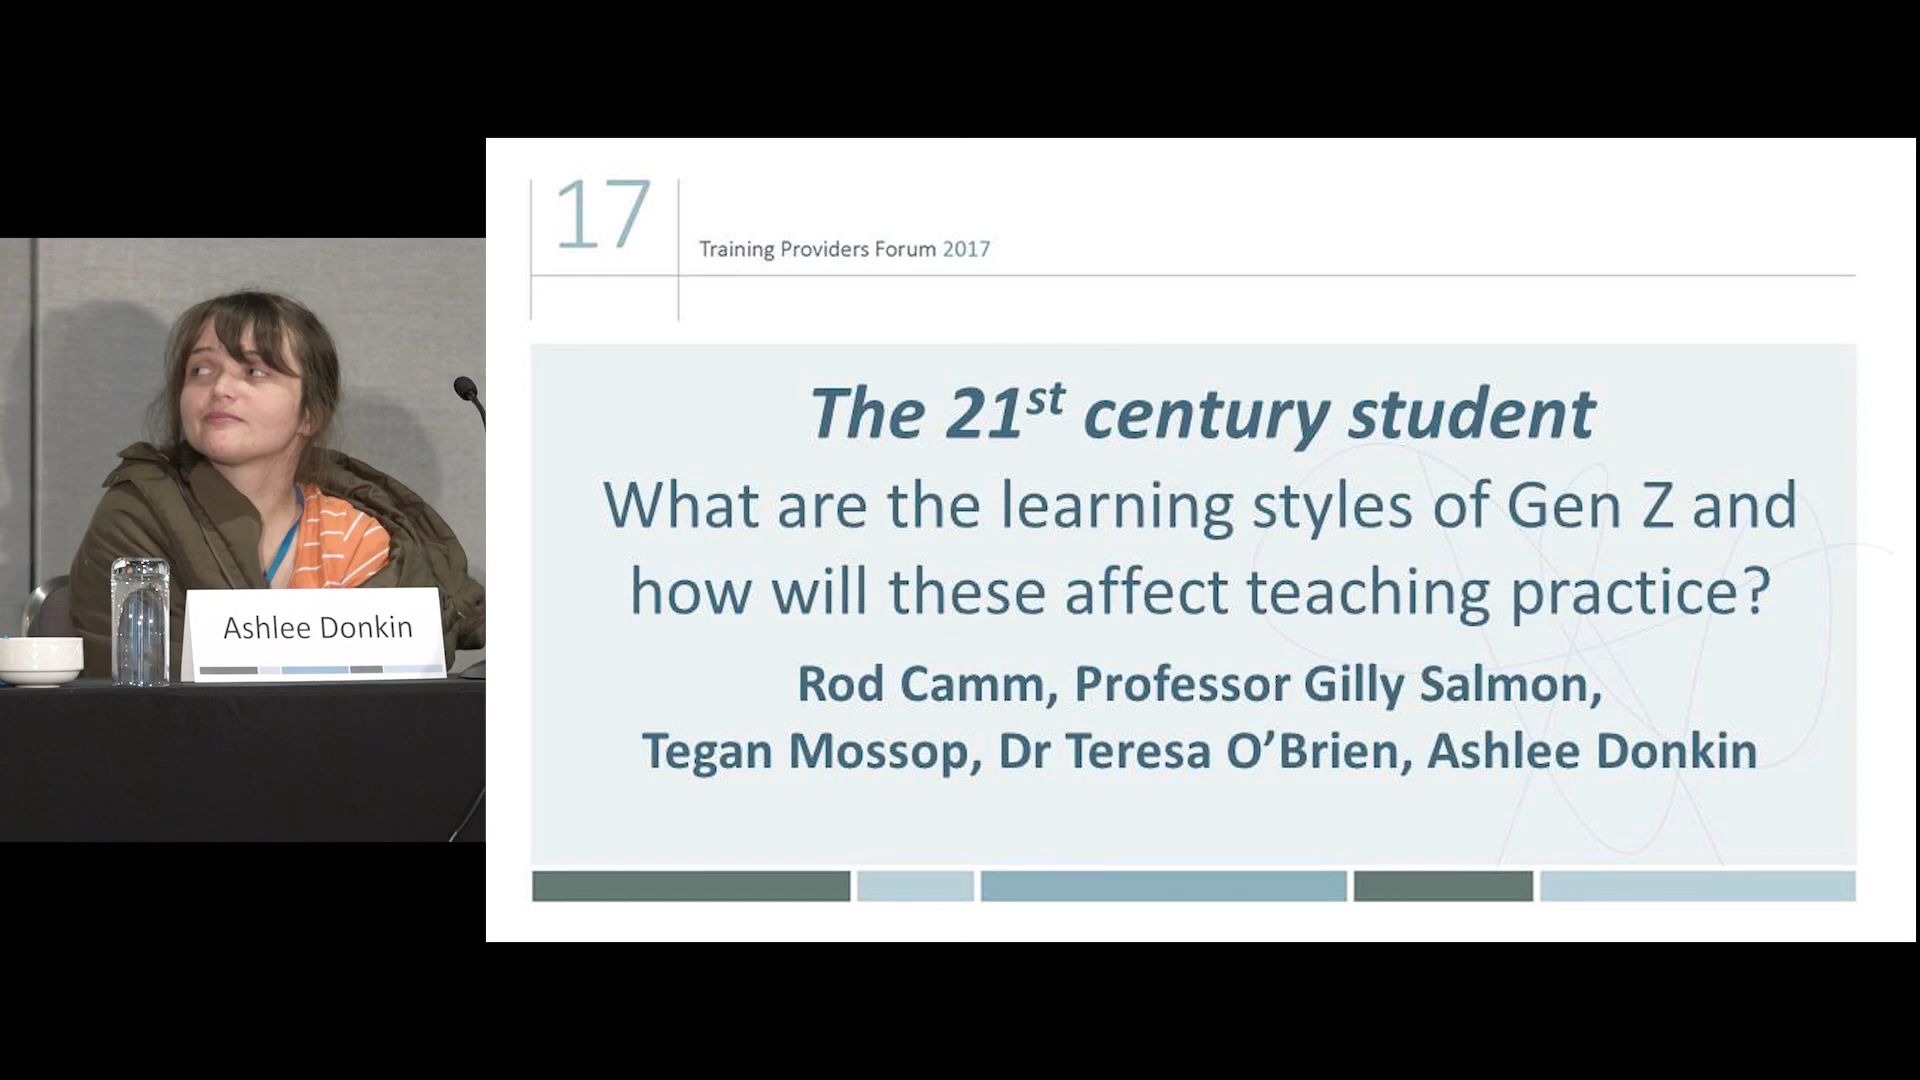 17
Training Providers Forum 2017
The 21st century student
What are the learning styles of Gen Z and
how will these affect teaching practice?
Rod Camm, Professor Gilly Salmon,
Tegan Mossop, Dr Teresa O’Brien, Ashlee Donkin
Ashlee Donkin